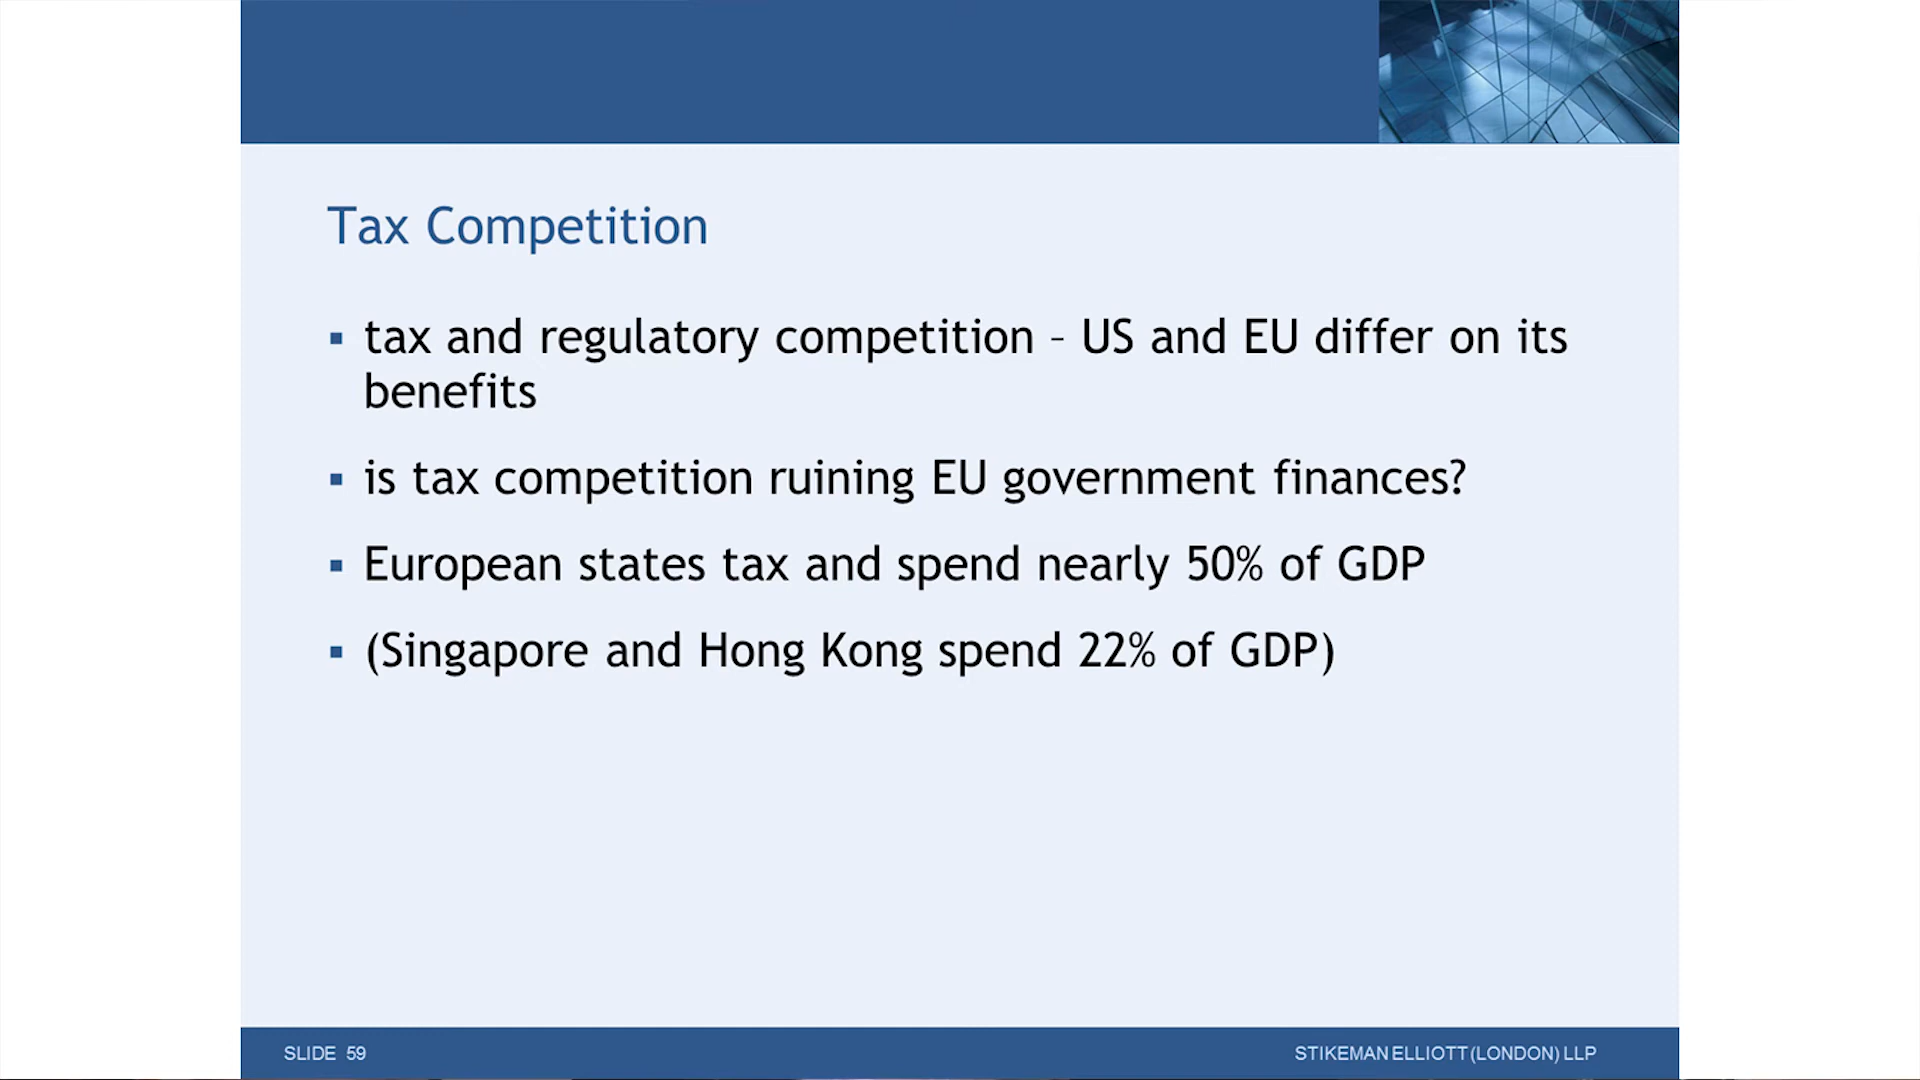 Tax Competition
▪ tax and regulatory competition – US and EU differ on its
benefits
▪ is tax competition ruining EU government finances?
▪ European states tax and spend nearly 50% of GDP
▪ (Singapore and Hong Kong spend 22% of GDP)
SLIDE 59
STIKEMAN ELLIOTT (LONDON) LLP